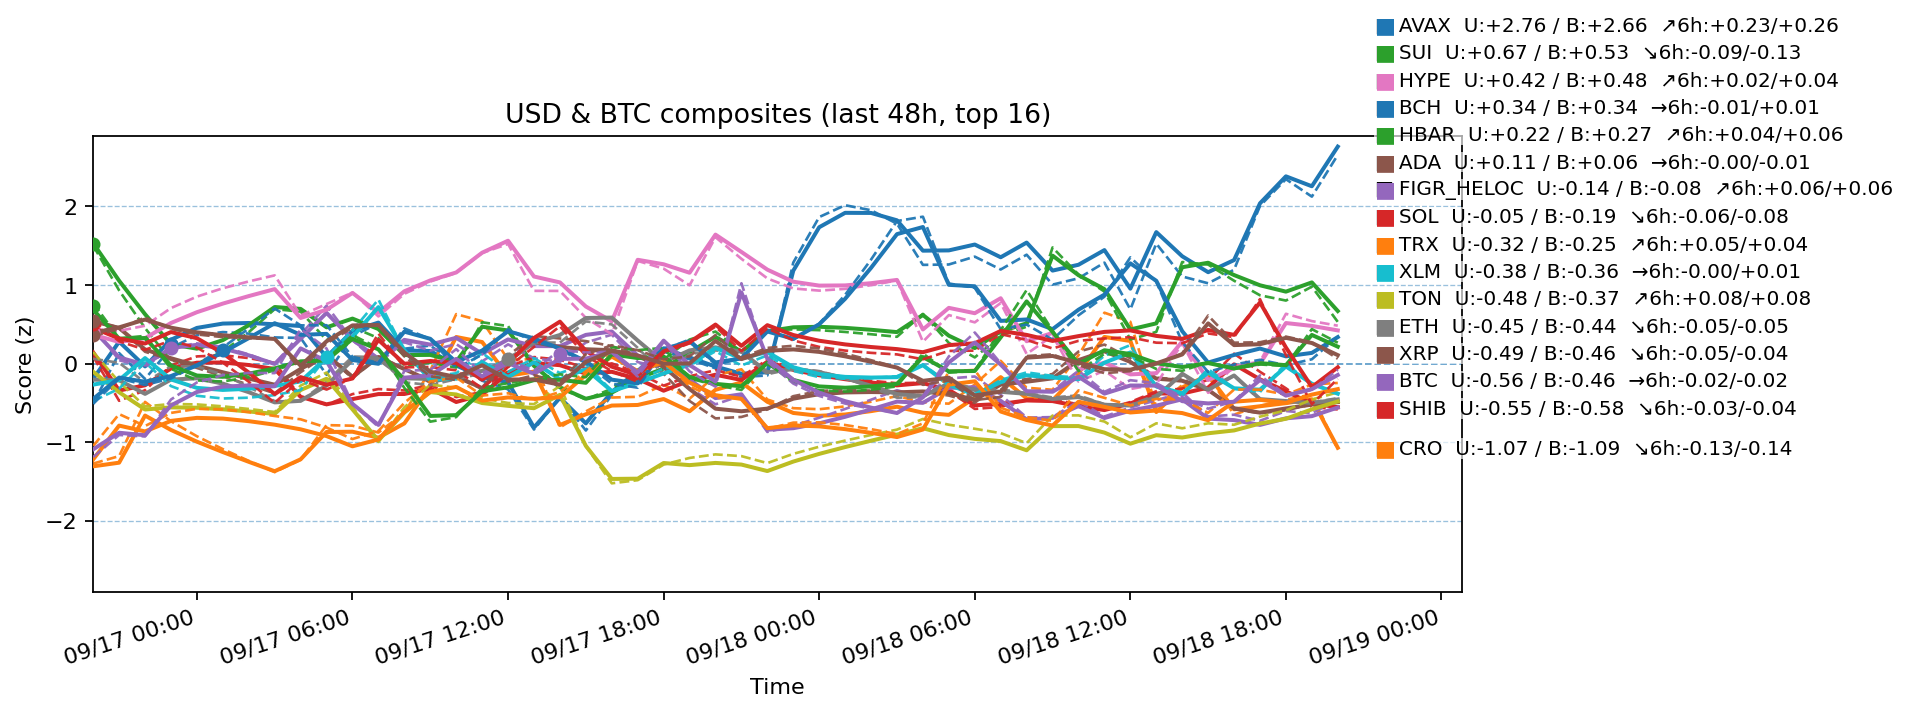 AVAX  U:+2.76 / B:+2.66  ↗6h:+0.23/+0.26
SUI  U:+0.67 / B:+0.53  ↘6h:-0.09/-0.13
HYPE  U:+0.42 / B:+0.48  ↗6h:+0.02/+0.04
BCH  U:+0.34 / B:+0.34  →6h:-0.01/+0.01
HBAR  U:+0.22 / B:+0.27  ↗6h:+0.04/+0.06
ADA  U:+0.11 / B:+0.06  →6h:-0.00/-0.01
FIGR_HELOC  U:-0.14 / B:-0.08  ↗6h:+0.06/+0.06
SOL  U:-0.05 / B:-0.19  ↘6h:-0.06/-0.08
TRX  U:-0.32 / B:-0.25  ↗6h:+0.05/+0.04
XLM  U:-0.38 / B:-0.36  →6h:-0.00/+0.01
TON  U:-0.48 / B:-0.37  ↗6h:+0.08/+0.08
ETH  U:-0.45 / B:-0.44  ↘6h:-0.05/-0.05
XRP  U:-0.49 / B:-0.46  ↘6h:-0.05/-0.04
BTC  U:-0.56 / B:-0.46  →6h:-0.02/-0.02
SHIB  U:-0.55 / B:-0.58  ↘6h:-0.03/-0.04
CRO  U:-1.07 / B:-1.09  ↘6h:-0.13/-0.14
USD & BTC composites (last 48h, top 16)
Score (z)
2
1
0
−1
−2
09/17 00:00
09/17 06:00
09/17 12:00
09/17 18:00
09/18 00:00
09/18 06:00
09/18 12:00
09/18 18:00
09/19 00:00
Time